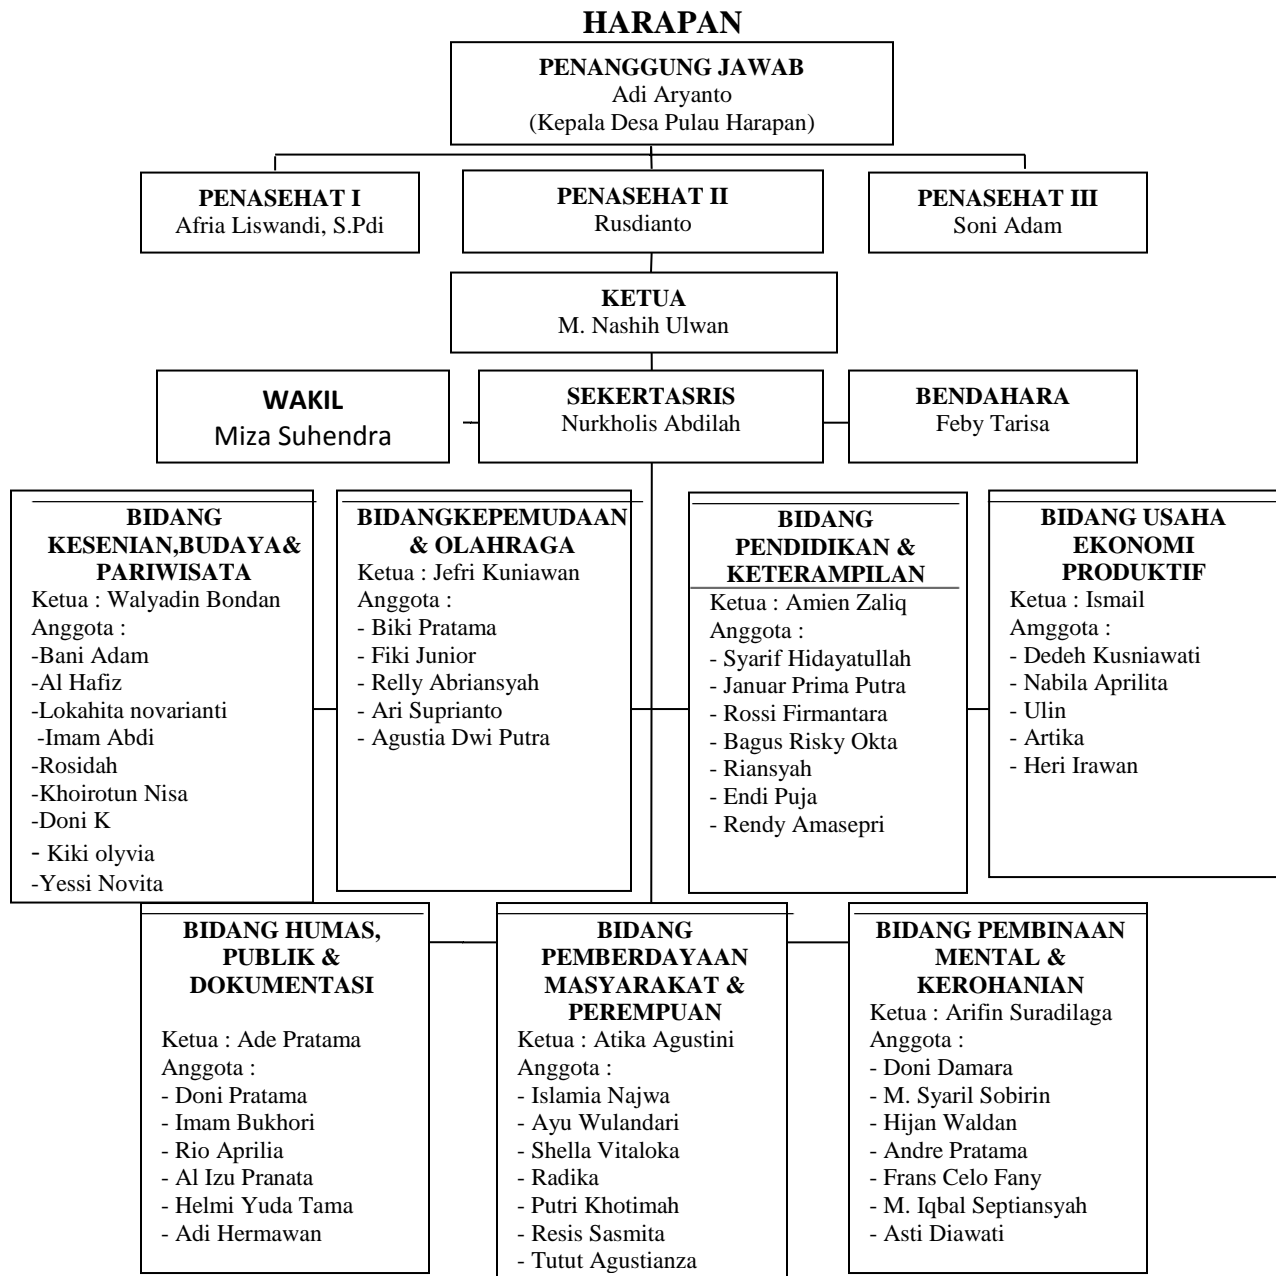 HARAPAN
PENANGGUNG JAWAB
Adi Aryanto
(Kepala Desa Pulau Harapan)
PENASEHAT I
Afria Liswandi, S.Pdi
PENASEHAT II
Rusdianto
PENASEHAT III
Soni Adam
KETUA
M. Nashih Ulwan
WAKIL
Miza Suhendra
SEKERTASRIS
Nurkholis Abdilah
BENDAHARA
Feby Tarisa
BIDANG
KESENIAN,BUDAYA&
PARIWISATA
Ketua : Walyadin Bondan
Anggota :
-Bani Adam
-Al Hafiz
-Lokahita novarianti
-Imam Abdi
-Rosidah
-Khoirotun Nisa
-Doni K
- Kiki olyvia
-Yessi Novita
BIDANGKEPEMUDAAN
& OLAHRAGA
Ketua : Jefri Kuniawan
Anggota :
- Biki Pratama
- Fiki Junior
- Relly Abriansyah
- Ari Suprianto
- Agustia Dwi Putra
BIDANG
PENDIDIKAN &
KETERAMPILAN
Ketua : Amien Zaliq
Anggota :
- Syarif Hidayatullah
- Januar Prima Putra
- Rossi Firmantara
- Bagus Risky Okta
- Riansyah
- Endi Puja
- Rendy Amasepri
BIDANG USAHA
EKONOMI
PRODUKTIF
Ketua : Ismail
Amggota :
- Dedeh Kusniawati
- Nabila Aprilita
- Ulin
- Artika
- Heri Irawan
BIDANG HUMAS,
PUBLIK &
DOKUMENTASI
Ketua : Ade Pratama
Anggota :
- Doni Pratama
- Imam Bukhori
- Rio Aprilia
- Al Izu Pranata
- Helmi Yuda Tama
- Adi Hermawan
BIDANG
PEMBERDAYAAN
MASYARAKAT &
PEREMPUAN
Ketua : Atika Agustini
Anggota :
- Islamia Najwa
- Ayu Wulandari
- Shella Vitaloka
- Radika
- Putri Khotimah
- Resis Sasmita
- Tutut Agustianza
BIDANG PEMBINAAN
MENTAL &
KEROHANIAN
Ketua : Arifin Suradilaga
Anggota :
- Doni Damara
- M. Syaril Sobirin
- Hijan Waldan
- Andre Pratama
- Frans Celo Fany
- M. Iqbal Septiansyah
- Asti Diawati